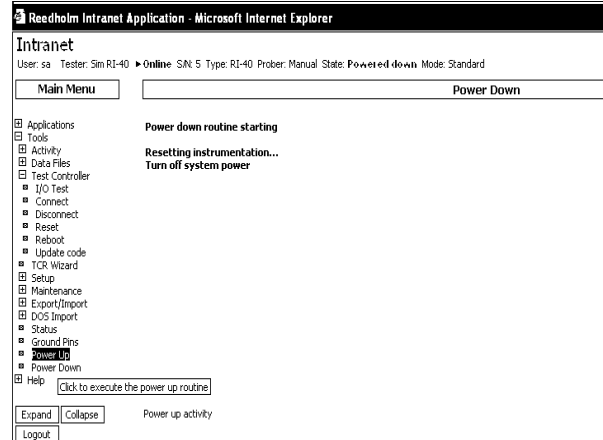 Reedholm Intranet Application - Microsoft Internet Explorer
Intranet
User: sa Tester: Sim RI-40 ▸Online S/N: 5 Type: RI-40 Prober: Manual State: Powered down Mode: Standard
Main Menu
Power Down
Applications
Tools
Activity
Data Files
Test Controller
I/O Test
Connect
Disconnect
Reset
Reboot
Update code
TCR Wizard
Setup
Maintenance
Export/Import
DOS Import
Status
Ground Pins
Power Up
Power Down
Help
Click to execute the power up routine
Expand Collapse
Logout
Power down routine starting
Resetting instrumentation...
Turn off system power
Power up activity